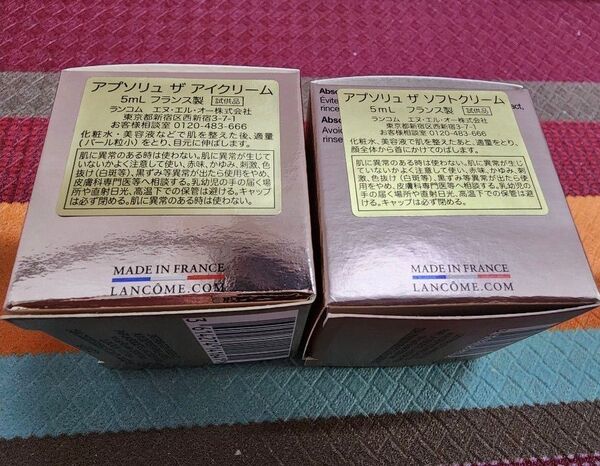 アプソリュ ザ アイクリーム
5mL フランス製 試供品
ランコム エヌ・エル・オー株式会社
東京都新宿区西新宿3-7-1
お客様相談室 0120-483-666
化粧水・美容液などで肌を整えた後、適量
(パール粒小)をとり、目元に伸ばします。
肌に異常のある時は使わない。肌に異常が生じて
いないかよく注意して使い、赤味、かゆみ、刺激、
色抜け(白斑等)、黒ずみ等異常が出たら使用をやめ、
皮膚科専門医等へ相談する。乳幼児の手の届く場
所や直射日光、高温下での保管は避ける。キャップ
は必ず閉める。肌に異常のある時は使わない。
MADE IN FRANCE
LANCÔME.COM
アプソリュ ザ ソフトクリーム
5mL フランス製 試供品
ランコム エヌ・エル・オー株式会社
東京都新宿区西新宿3-7-1
お客様相談室 0120-483-666
化粧水、美容液で肌を整えたあと、適量をとり、
顔全体から首にかけてのばします。
肌に異常のある時は使わない。肌に異常が生じて
いないかよく注意して使い、赤味、かゆみ、刺激、色
抜け(白斑等)、黒ずみ等異常が出たら使用をや
め、皮膚科専門医等へ相談する。乳幼児の手の届く
場所や直射日光、高温下での保管は避
ける。キャップは必ず閉める。
MADE IN FRANCE
LANCÔME.COM